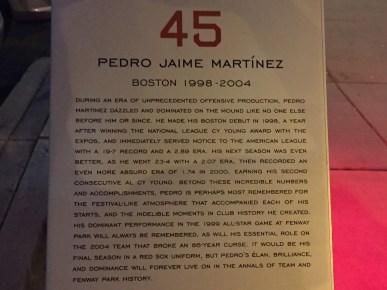 45
PEDRO JAIME MARTÍNEZ
BOSTON 1998-2004
DURING AN ERA OF UNPRECEDENTED OFFENSIVE PRODUCTION, PEDRO
MARTÍNEZ DAZZLED AND DOMINATED ON THE MOUND LIKE NO ONE ELSE
BEFORE HIM OR SINCE. HE MADE HIS BOSTON DEBUT IN 1998, A YEAR
AFTER WINNING THE NATIONAL LEAGUE CY YOUNG AWARD WITH THE
EXPOS, AND IMMEDIATELY SERVED NOTICE TO THE AMERICAN LEAGUE
WITH A 19-7 RECORD AND A 2.89 ERA. HIS NEXT SEASON WAS EVEN
BETTER, AS HE WENT 23-4 WITH A 2.07 ERA, THEN RECORDED AN
EVEN MORE ABSURD ERA OF 1.74 IN 2000, EARNING HIS SECOND
CONSECUTIVE AL CY YOUNG. BEYOND THESE INCREDIBLE NUMBERS
AND ACCOMPLISHMENTS, PEDRO IS PERHAPS MOST REMEMBERED FOR
THE FESTIVAL-LIKE ATMOSPHERE THAT ACCOMPANIED EACH OF HIS
STARTS, AND THE INDELIBLE MOMENTS IN CLUB HISTORY HE CREATED.
HIS DOMINANT PERFORMANCE IN THE 1999 ALL-STAR GAME AT FENWAY
PARK WILL ALWAYS BE REMEMBERED, AS WILL HIS ESSENTIAL ROLE ON
THE 2004 TEAM THAT BROKE AN 86-YEAR CURSE. IT WOULD BE HIS
FINAL SEASON IN A RED SOX UNIFORM, BUT PEDRO'S ÉLAN, BRILLIANCE,
AND DOMINANCE WILL FOREVER LIVE ON IN THE ANNALS OF TEAM AND
FENWAY PARK HISTORY.